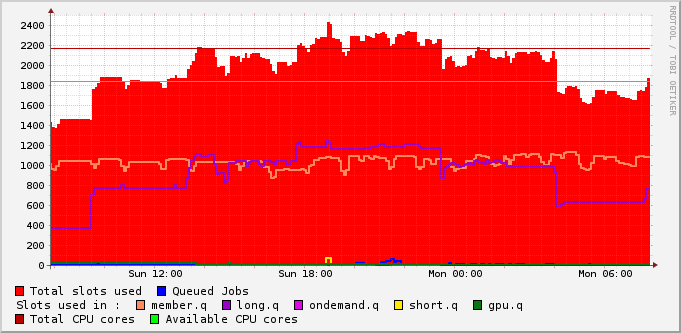 2400
2200
2000
1800
1600
1400
1200
1000
800
600
400
200
0
Sun 12:00 Sun 18:00 Mon 00:00 Mon 06:00
RRDTOOL / TOBI OETIKER
Total slots used Queued Jobs
Slots used in : member.q long.q ondemand.q short.q gpu.q
Total CPU cores Available CPU cores